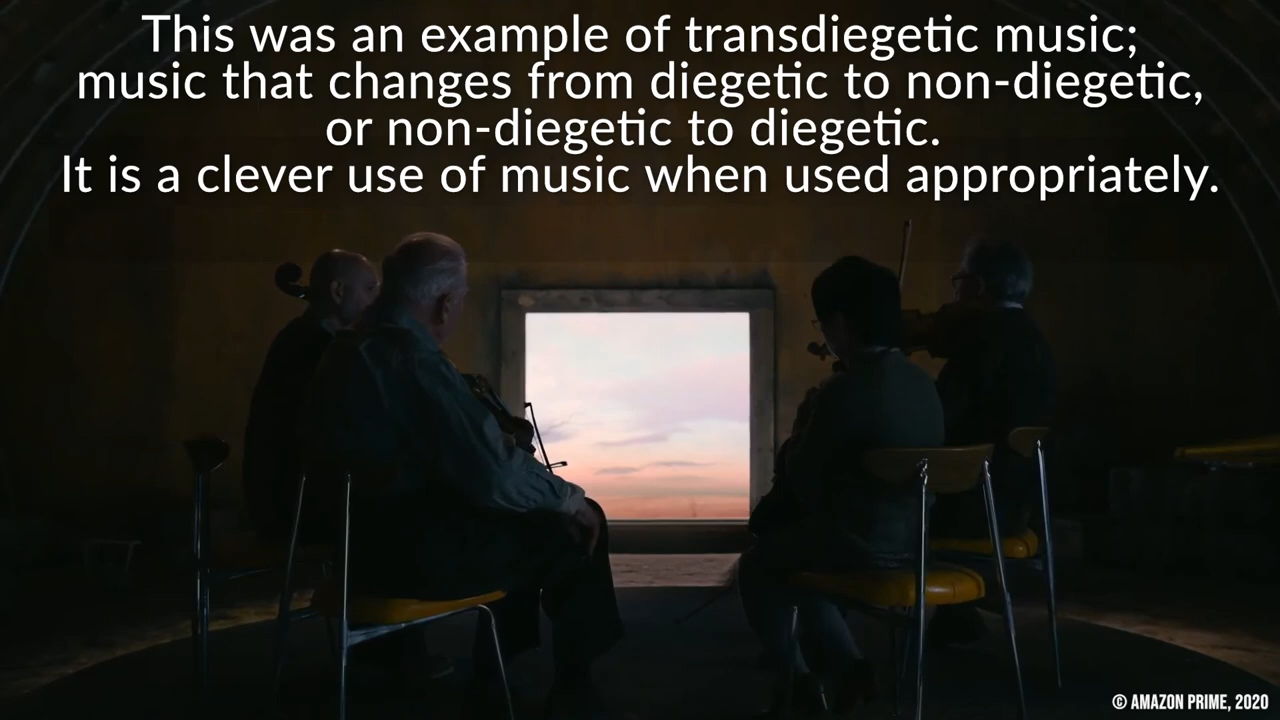 This was an example of transdiegetic music;
music that changes from diegetic to non-diegetic,
or non-diegetic to diegetic.
It is a clever use of music when used appropriately.
© AMAZON PRIME, 2020